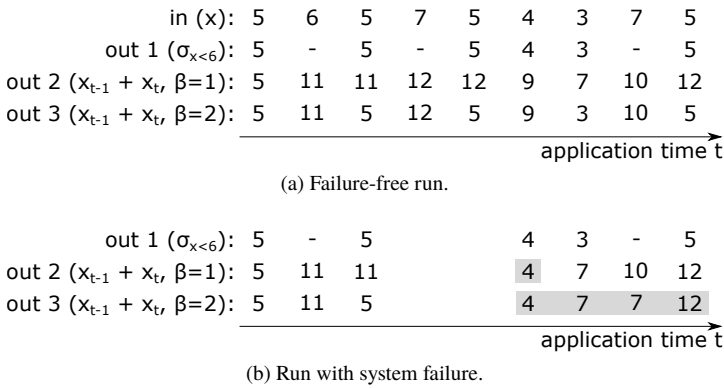 in (x): 5 6 5 7 5 4 3 7 5
out 1 (σx<6): 5 - 5 - 5 4 3 - 5
out 2 (xt-1 + xt, β=1): 5 11 11 12 12 9 7 10 12
out 3 (xt-1 + xt, β=2): 5 11 5 12 5 9 3 10 5
application time t
(a) Failure-free run.
out 1 (σx<6): 5 - 5 4 3 - 5
out 2 (xt-1 + xt, β=1): 5 11 11 4 7 10 12
out 3 (xt-1 + xt, β=2): 5 11 5 4 7 7 12
application time t
(b) Run with system failure.